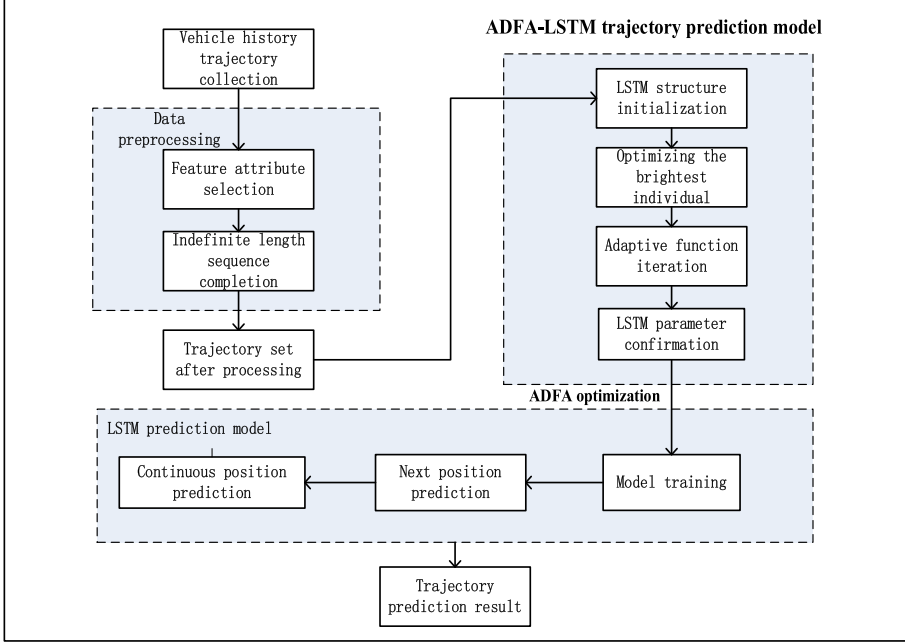 ADFA-LSTM trajectory prediction model
Vehicle history
trajectory
collection
Data
preprocessing
Feature attribute
selection
Indefinite length
sequence
completion
Trajectory set
after processing
LSTM structure
initialization
Optimizing the
brightest
individual
Adaptive function
iteration
LSTM parameter
confirmation
ADFA optimization
LSTM prediction model
Continuous position
prediction
Next position
prediction
Model training
Trajectory
prediction result